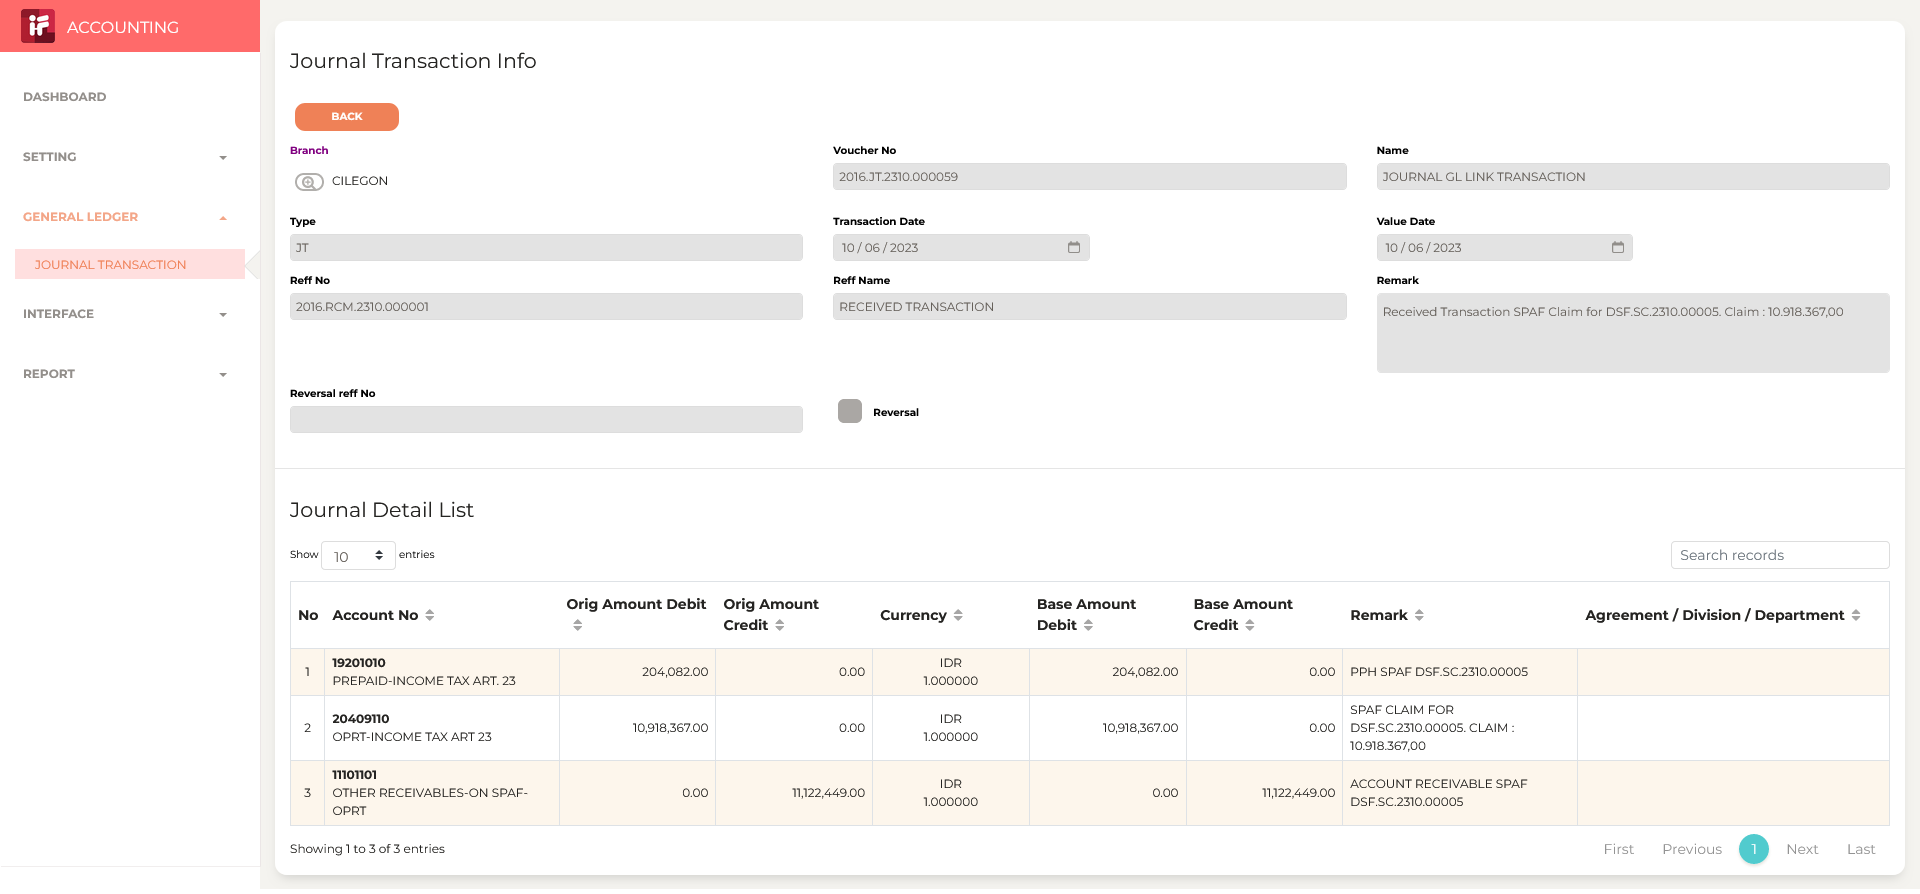 iF ACCOUNTING
DASHBOARD
SETTING
GENERAL LEDGER
JOURNAL TRANSACTION
INTERFACE
REPORT
Journal Transaction Info
BACK
Branch
CILEGON
Voucher No
2016.JT.2310.000059
Name
JOURNAL GL LINK TRANSACTION
Type
JT
Transaction Date
10 / 06 / 2023
Value Date
10 / 06 / 2023
Reff No
2016.RCM.2310.000001
Reff Name
RECEIVED TRANSACTION
Remark
Received Transaction SPAF Claim for DSF.SC.2310.00005. Claim : 10.918.367,00
Reversal reff No
Reversal
Journal Detail List
Show 10 entries
Search records
No
Account No
Orig Amount Debit
Orig Amount
Credit
Currency
Base Amount
Debit
Base Amount
Credit
Remark
Agreement / Division / Department
1
19201010
PREPAID-INCOME TAX ART. 23
204,082.00
0.00
IDR
1.000000
204,082.00
0.00
PPH SPAF DSF.SC.2310.00005
2
20409110
OPRT-INCOME TAX ART 23
10,918,367.00
0.00
IDR
1.000000
10,918,367.00
0.00
SPAF CLAIM FOR
DSF.SC.2310.00005. CLAIM :
10.918.367,00
3
11101101
OTHER RECEIVABLES-ON SPAF-
OPRT
0.00
11,122,449.00
IDR
1.000000
0.00
11,122,449.00
ACCOUNT RECEIVABLE SPAF
DSF.SC.2310.00005
Showing 1 to 3 of 3 entries
First Previous 1 Next Last